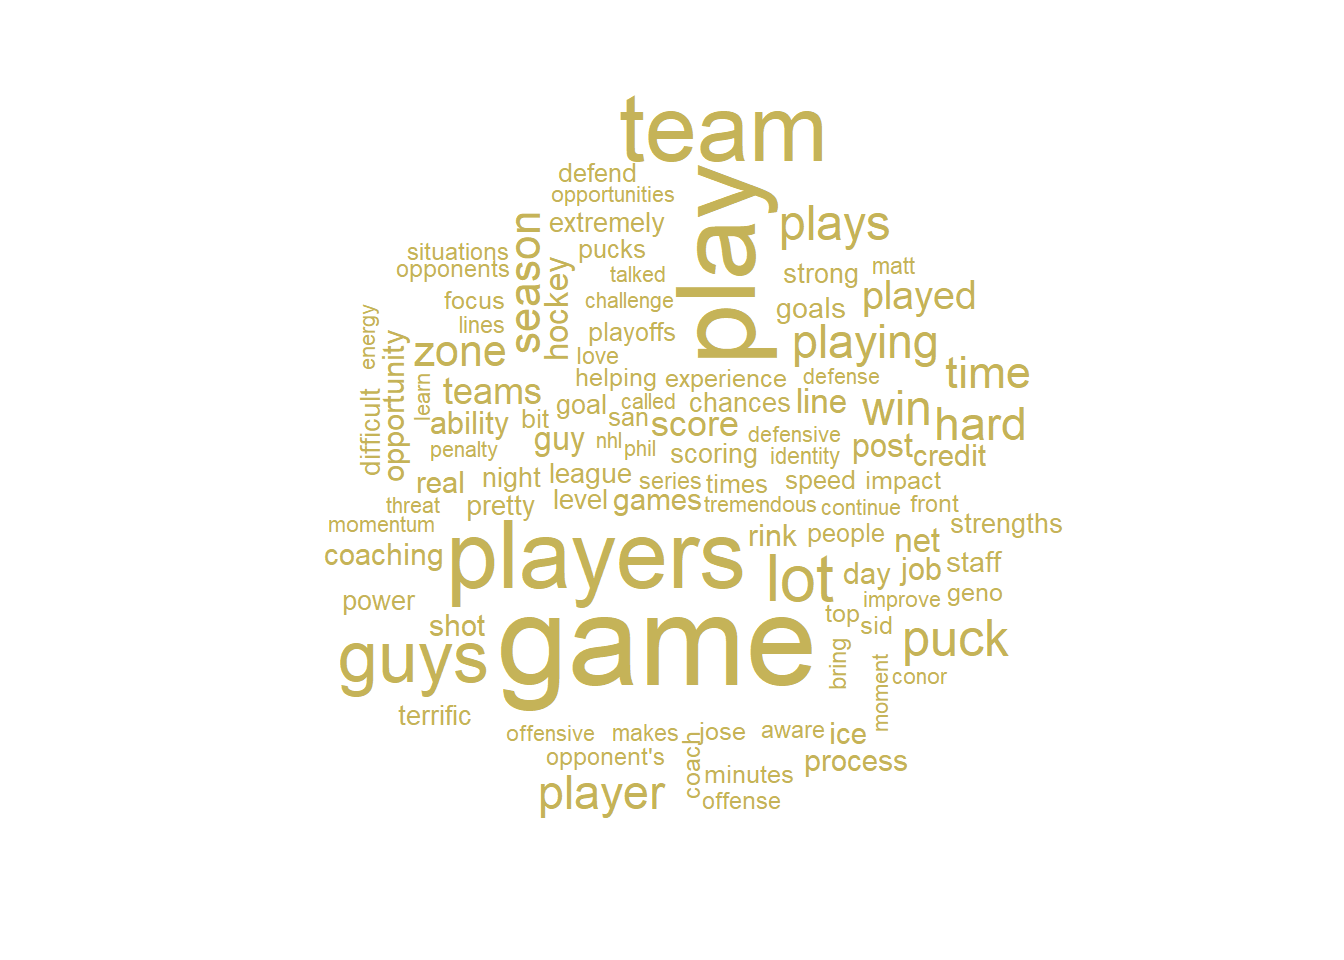 team
defend
opportunities
play
plays
extremely
season
situations
pucks
opponents
hockey
talked
strong
matt
focus
challenge
goals
played
lines
playoffs
energy
zone
love
playing
opportunity
helping
experience
defense
time
learn
teams
difficult
goal
called
chances
line
win
hard
ability
bit
san
score
penalty
guy
nhl
phil
defensive
post
credit
scoring
identity
real
night
league
series
times
speed
impact
threat
pretty
level
games
tremendous
continue
front
momentum
strengths
coaching
players
rink
people
net
lot
day
job
staff
power
improve
geno
shot
top
sid
guys
game
bring
puck
moment
conor
terrific
offensive
makes
jose
aware
ice
opponent's
coach
process
player
minutes
offense